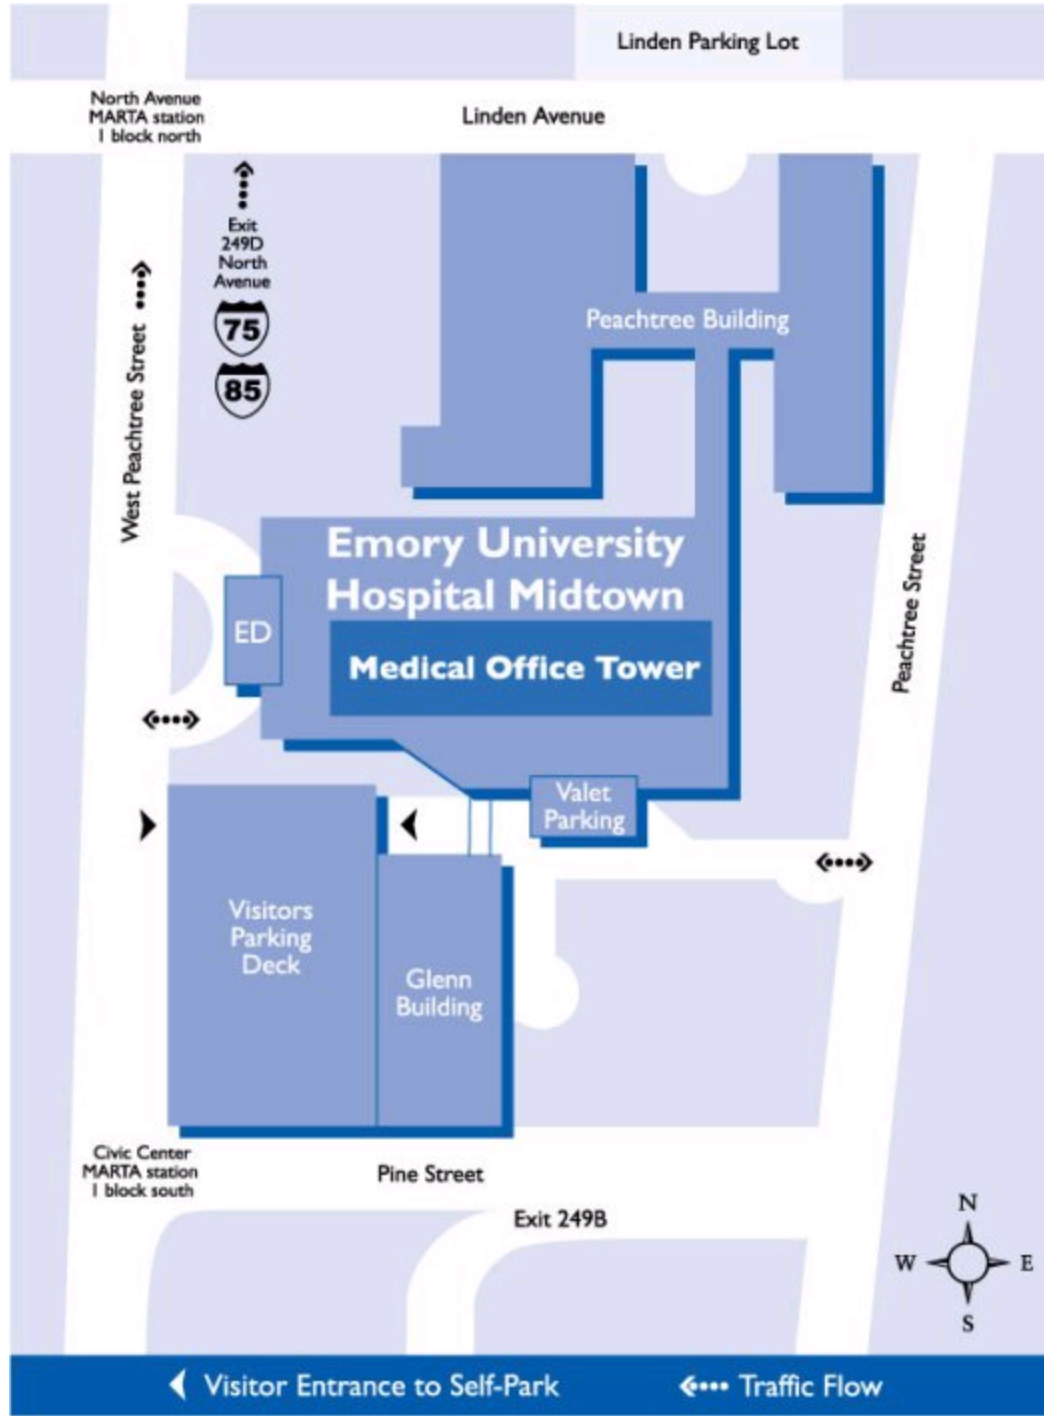 Linden Parking Lot
North Avenue
MARTA station
1 block north
Linden Avenue
Exit
249D
North
Avenue
75
85
West Peachtree Street
Peachtree Building
Emory University
Hospital Midtown
ED
Medical Office Tower
Peachtree Street
Valet
Parking
Visitors
Parking
Deck
Glenn
Building
Civic Center
MARTA station
1 block south
Pine Street
Exit 249B
N
W
E
S
Visitor Entrance to Self-Park
Traffic Flow